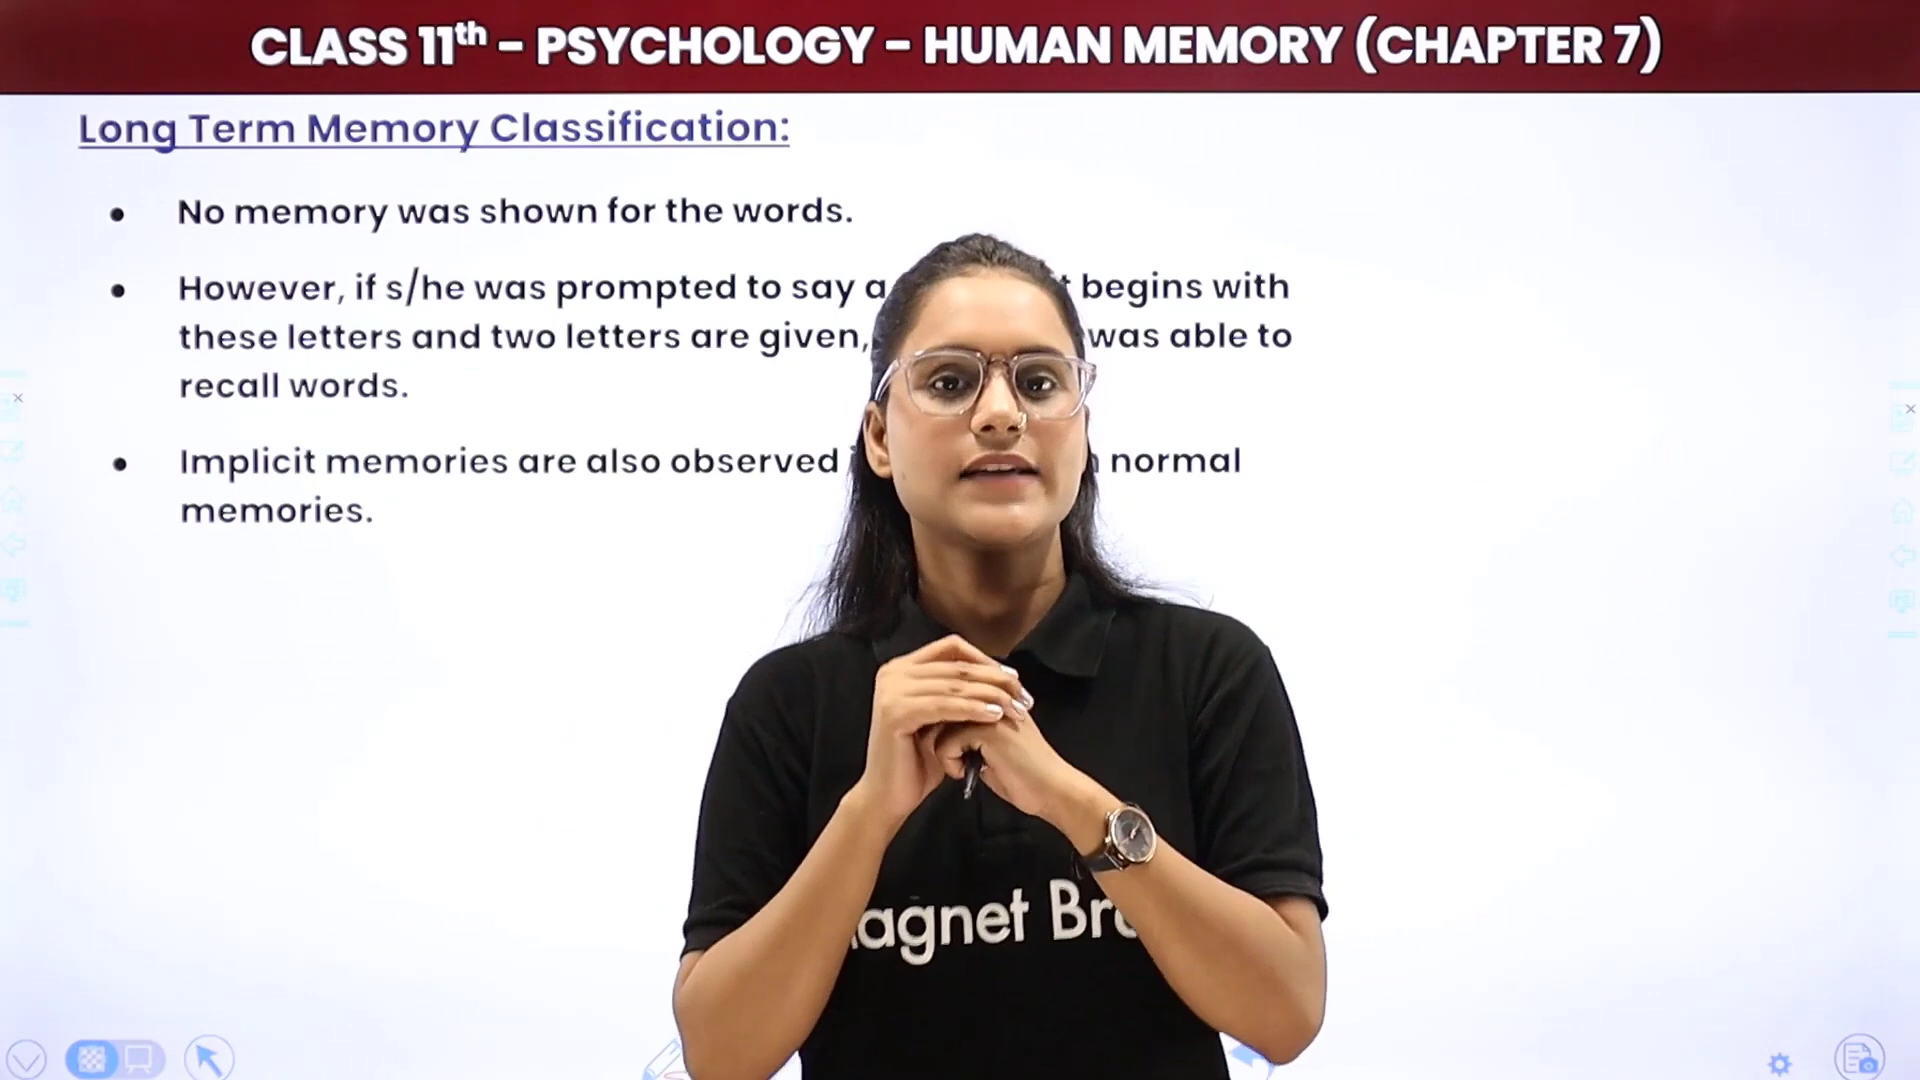 CLASS 11th – PSYCHOLOGY – HUMAN MEMORY (CHAPTER 7)
Long Term Memory Classification:
• No memory was shown for the words.
• However, if s/he was prompted to say a begins with
these letters and two letters are given, was able to
recall words.
• Implicit memories are also observed normal
memories.
agnet Bra